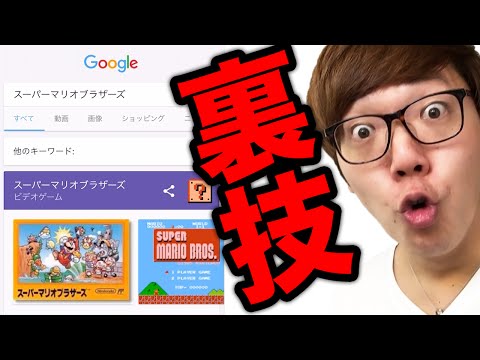 Google
スーパーマリオブラザーズ
すべて 動画 画像 ショッピング ニ
他のキーワード:
スーパーマリオブラザーズ
ビデオゲーム
?
スーパーマリオブラザーズ
Nintendo
SUPER
MARIO BROS.
1 PLAYER GAME
2 PLAYER GAME
裏技